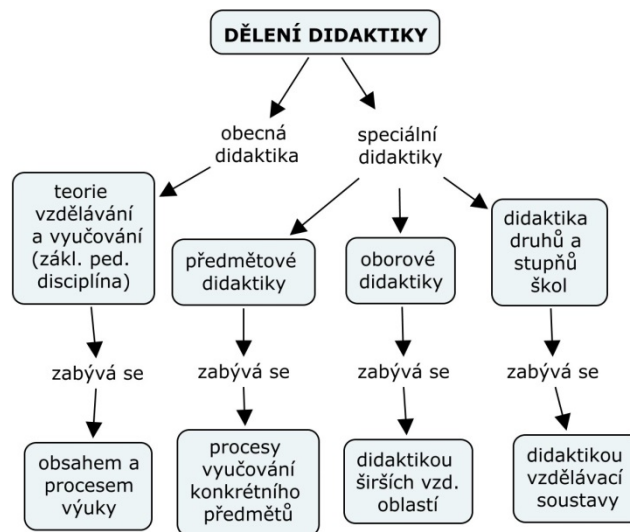 DĚLENÍ DIDAKTIKY
obecná
didaktika
speciální
didaktiky
teorie
vzdělávání
a vyučování
(zákl. ped.
disciplína)
předmětové
didaktiky
oborové
didaktiky
didaktika
druhů a
stupňů
škol
zabývá se
zabývá se
zabývá se
zabývá se
obsahem a
procesem
výuky
procesy
vyučování
konkrétního
předmětů
didaktikou
širších vzd.
oblastí
didaktikou
vzdělávací
soustavy